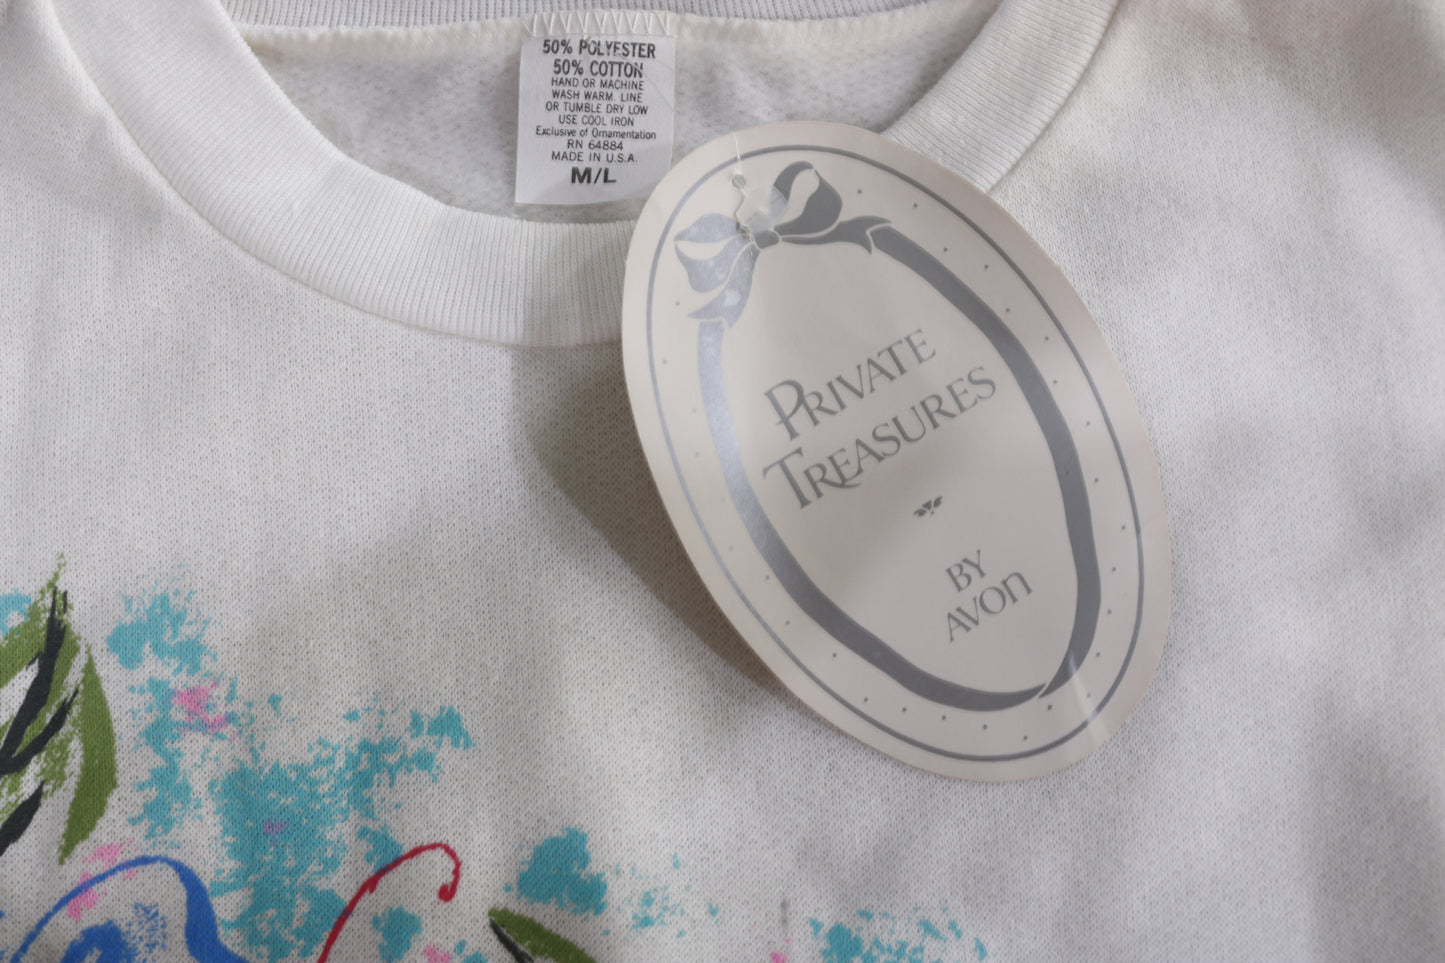 50% POLYESTER
50% COTTON
HAND OR MACHINE
WASH WARM. LINE
OR TUMBLE DRY LOW
USE COOL IRON
Exclusive of Ornamentation
RN 64884
MADE IN U.S.A.
M/L
PRIVATE
TREASURES
BY
AVON